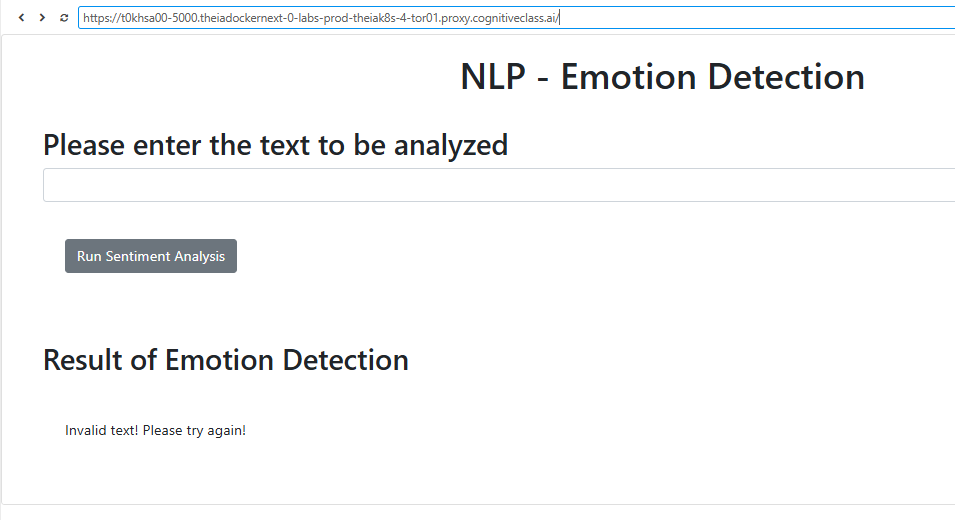 https://t0khsa00-5000.theiadockernext-0-labs-prod-theiak8s-4-tor01.proxy.cognitiveclass.ai/
NLP - Emotion Detection
Please enter the text to be analyzed
Run Sentiment Analysis
Result of Emotion Detection
Invalid text! Please try again!